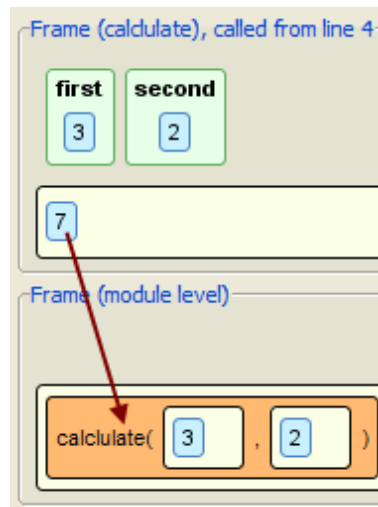 Frame (calclulate), called from line 4
first second
3 2
7
Frame (module level)
calclulate( 3 , 2 )